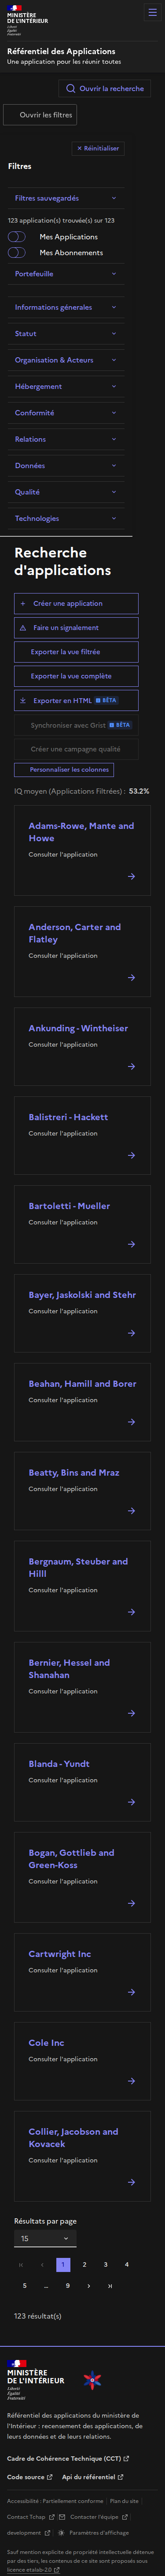 MINISTÈRE
DE L'INTÉRIEUR
Liberté
Égalité
Fraternité
Référentiel des Applications
Une application pour les réunir toutes
Ouvrir la recherche
Ouvrir les filtres
✕ Réinitialiser
Filtres
Filtres sauvegardés
123 application(s) trouvée(s) sur 123
Mes Applications
Mes Abonnements
Portefeuille
Informations génerales
Statut
Organisation & Acteurs
Hébergement
Conformité
Relations
Données
Qualité
Technologies
Recherche
d'applications
Créer une application
Faire un signalement
Exporter la vue filtrée
Exporter la vue complète
Exporter en HTML BÊTA
Synchroniser avec Grist BÊTA
Créer une campagne qualité
Personnaliser les colonnes
IQ moyen (Applications Filtrées) : 53.2%
Adams-Rowe, Mante and
Howe
Consulter l'application
Anderson, Carter and
Flatley
Consulter l'application
Ankunding - Wintheiser
Consulter l'application
Balistreri - Hackett
Consulter l'application
Bartoletti - Mueller
Consulter l'application
Bayer, Jaskolski and Stehr
Consulter l'application
Beahan, Hamill and Borer
Consulter l'application
Beatty, Bins and Mraz
Consulter l'application
Bergnaum, Steuber and
Hilll
Consulter l'application
Bernier, Hessel and
Shanahan
Consulter l'application
Blanda - Yundt
Consulter l'application
Bogan, Gottlieb and
Green-Koss
Consulter l'application
Cartwright Inc
Consulter l'application
Cole Inc
Consulter l'application
Collier, Jacobson and
Kovacek
Consulter l'application
Résultats par page
15
1 2 3 4
5 … 9
123 résultat(s)
MINISTÈRE
DE L'INTÉRIEUR
Liberté
Égalité
Fraternité
Référentiel des applications du ministère de
l'Intérieur : recensement des applications, de
leurs données et de leurs relations.
Cadre de Cohérence Technique (CCT)
Code source Api du référentiel
Accessibilité : Partiellement conforme Plan du site
Contact Tchap Contacter l'équipe
development Paramètres d'affichage
Sauf mention explicite de propriété intellectuelle détenue
par des tiers, les contenus de ce site sont proposés sous
licence etalab-2.0